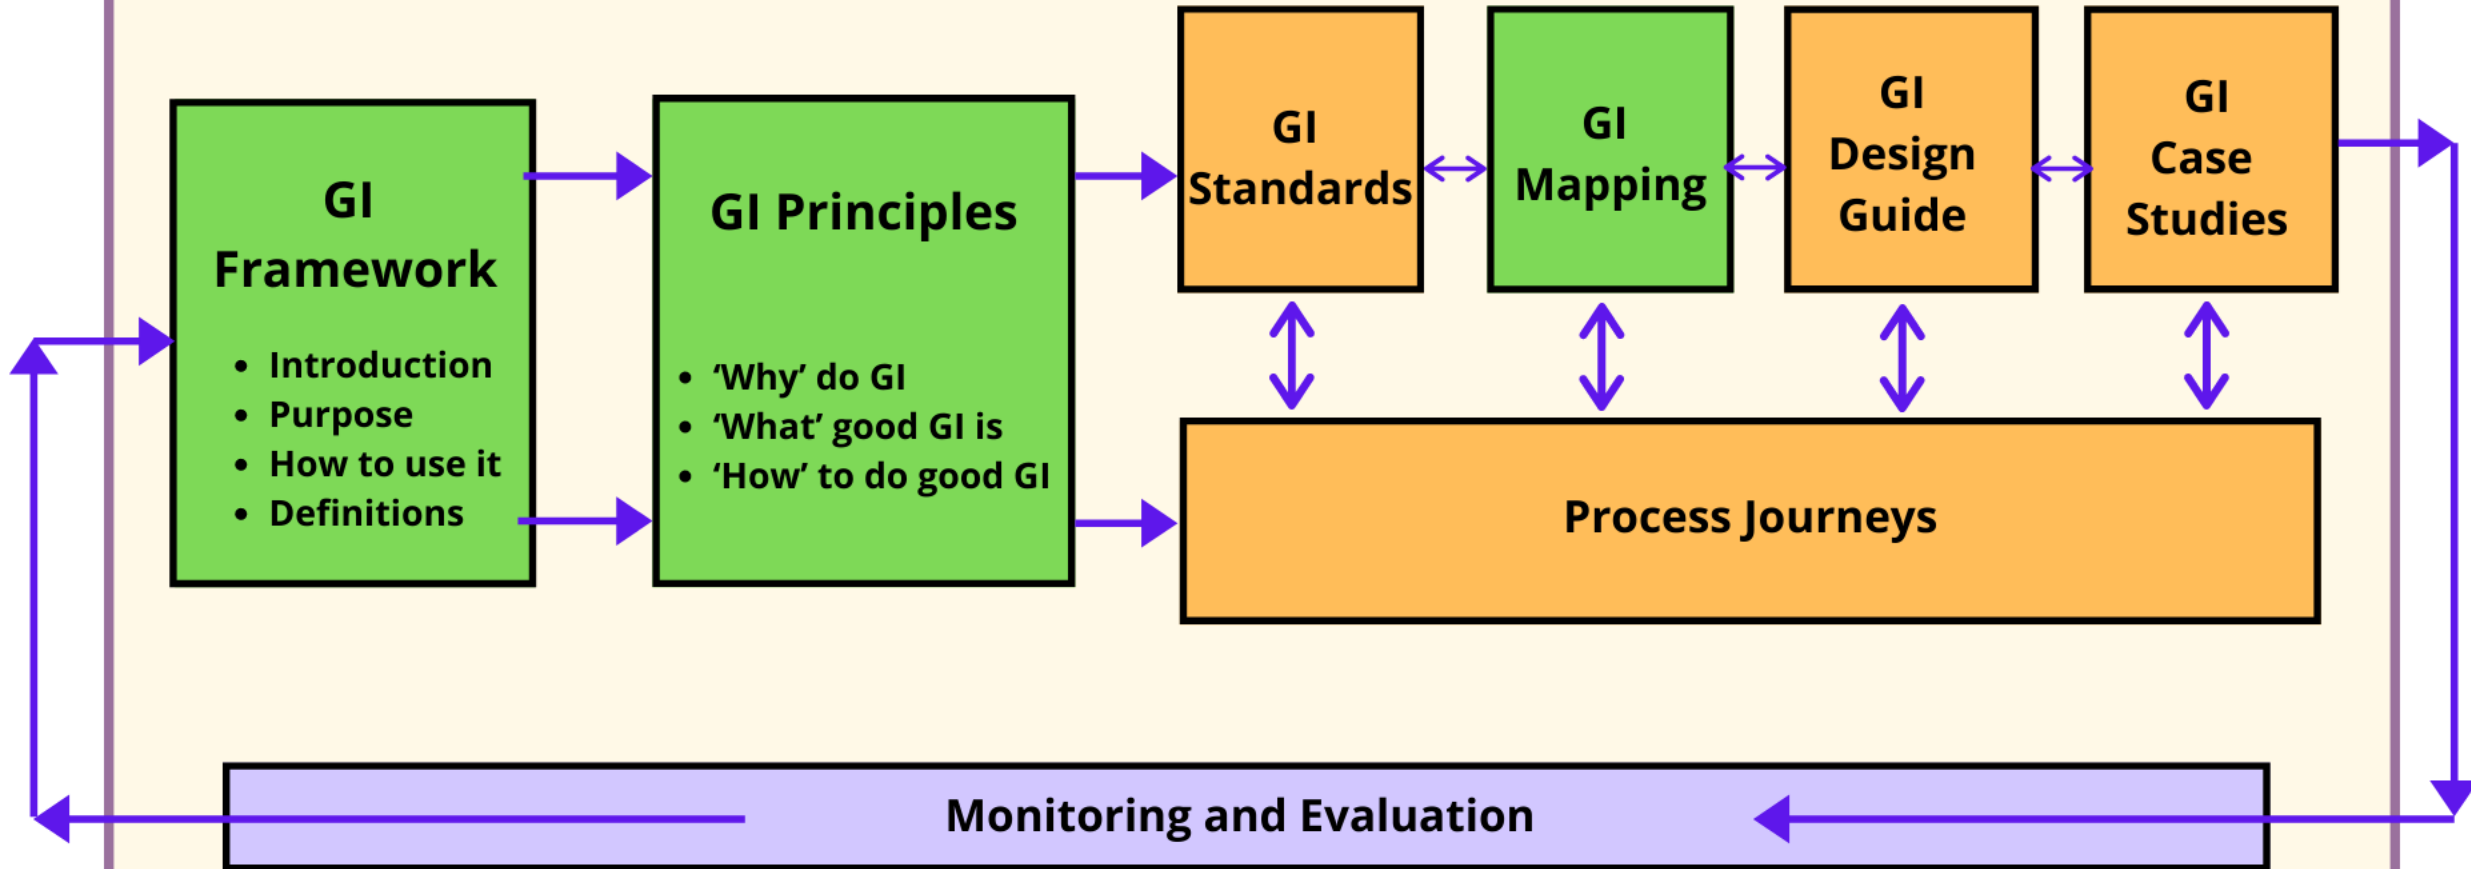 GI
Framework
• Introduction
• Purpose
• How to use it
• Definitions
GI Principles
• ‘Why’ do GI
• ‘What’ good GI is
• ‘How’ to do good GI
GI
Standards
GI
Mapping
GI
Design
Guide
GI
Case
Studies
Process Journeys
Monitoring and Evaluation